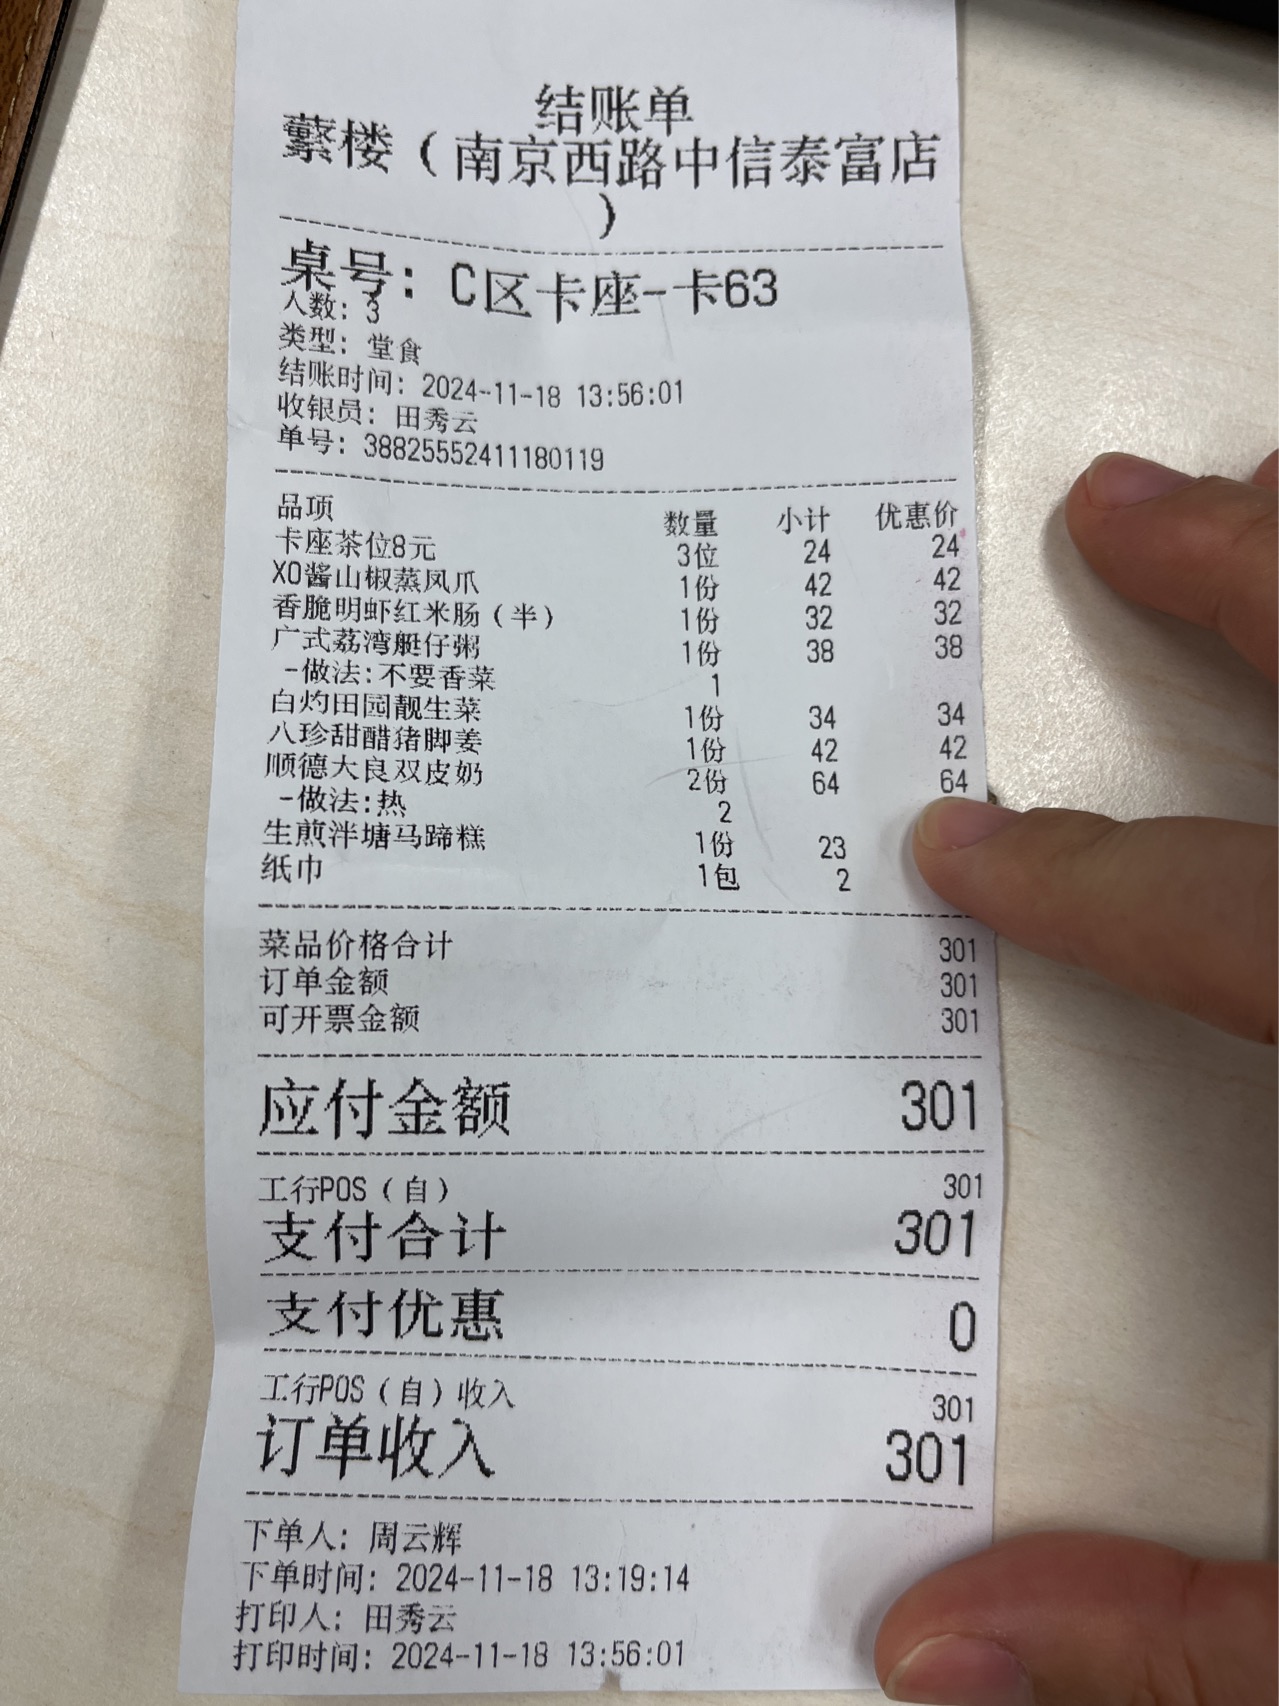 结账单
蘩楼（南京西路中信泰富店
）
桌号：C区卡座-卡63
人数：3
类型：堂食
结账时间：2024-11-18 13:56:01
收银员：田秀云
单号：38825552411180119
品项 数量 小计 优惠价
卡座茶位8元 3位 24 24
XO酱山椒蒸凤爪 1份 42 42
香脆明虾红米肠（半） 1份 32 32
广式荔湾艇仔粥 1份 38 38
-做法:不要香菜 1
白灼田园靓生菜 1份 34 34
八珍甜醋猪脚姜 1份 42 42
顺德大良双皮奶 2份 64 64
-做法:热 2
生煎泮塘马蹄糕 1份 23
纸巾 1包 2
菜品价格合计 301
订单金额 301
可开票金额 301
应付金额 301
工行POS（自） 301
支付合计 301
支付优惠 0
工行POS（自）收入 301
订单收入 301
下单人：周云辉
下单时间：2024-11-18 13:19:14
打印人：田秀云
打印时间：2024-11-18 13:56:01